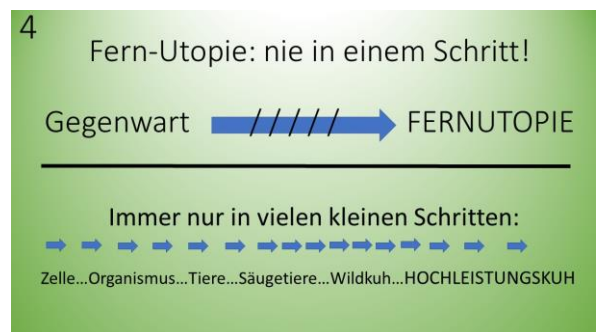 4
Fern-Utopie: nie in einem Schritt!
Gegenwart / / / / / FERNUTOPIE
Immer nur in vielen kleinen Schritten:
Zelle...Organismus...Tiere...Säugetiere...Wildkuh...HOCHLEISTUNGSKUH